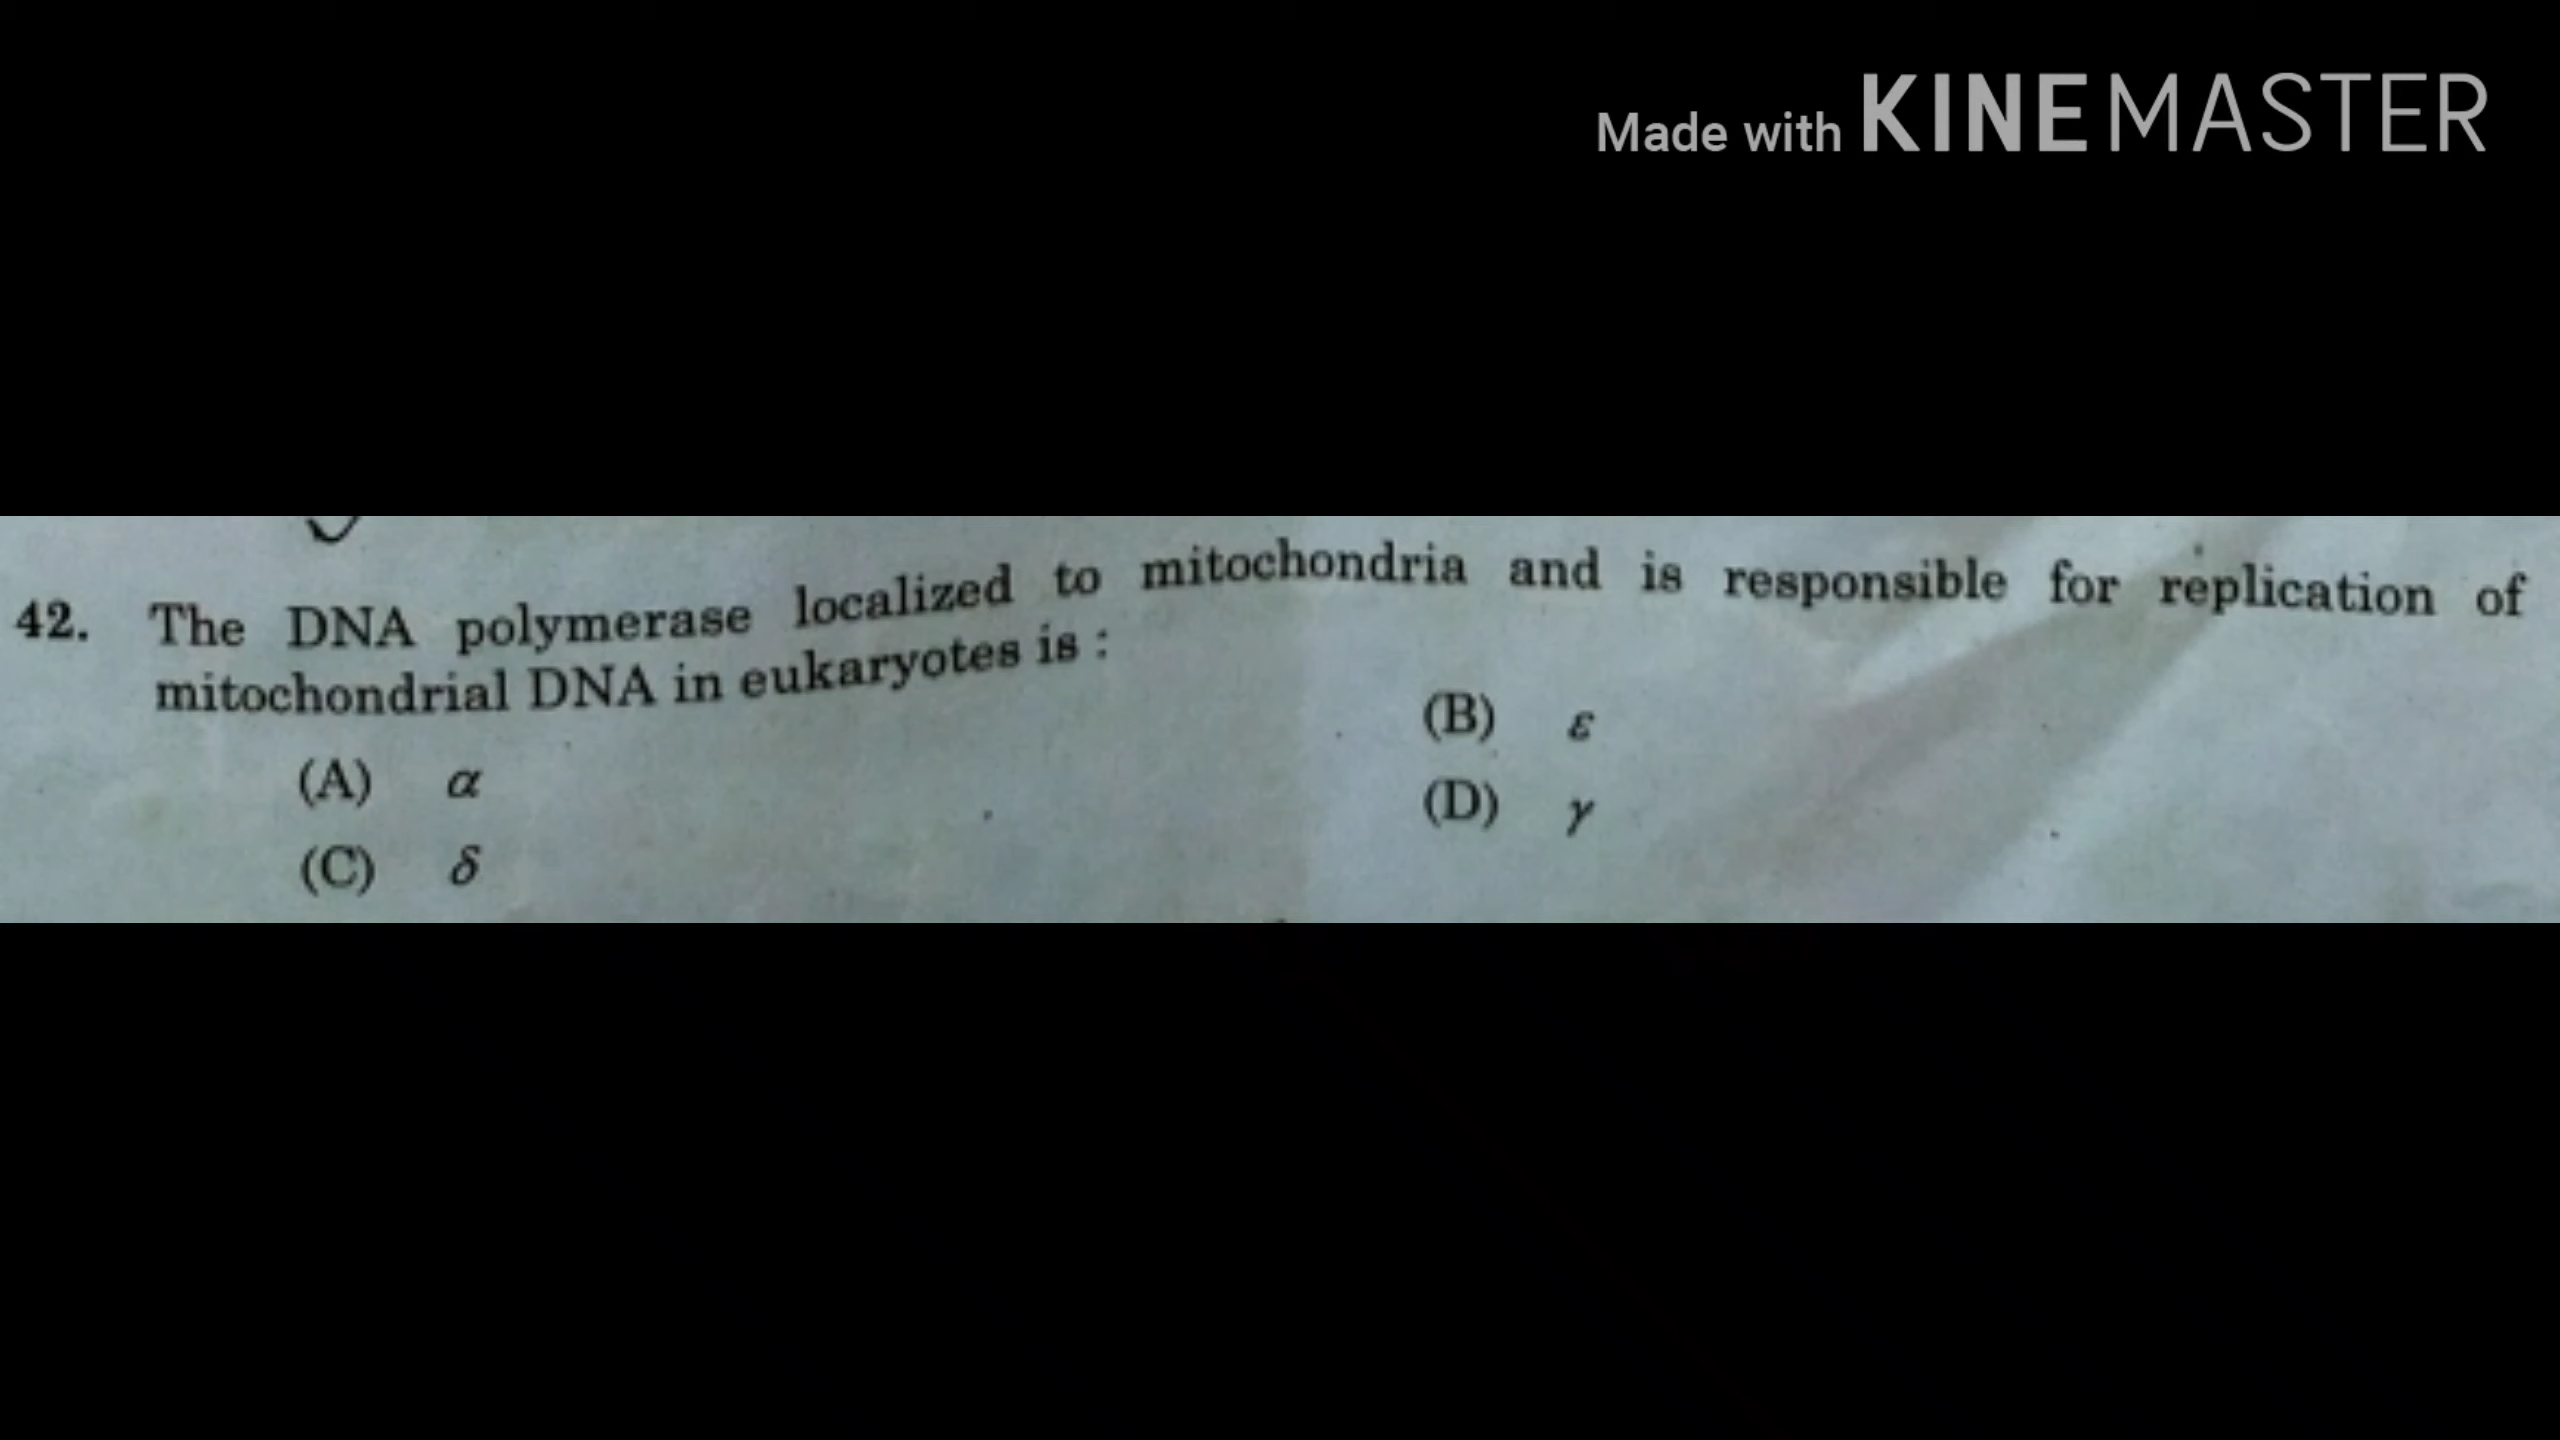 Made with KINEMASTER
42. The DNA polymerase localized to mitochondria and is responsible for replication of
mitochondrial DNA in eukaryotes is :
(A) α
(B) ε
(C) δ
(D) γ